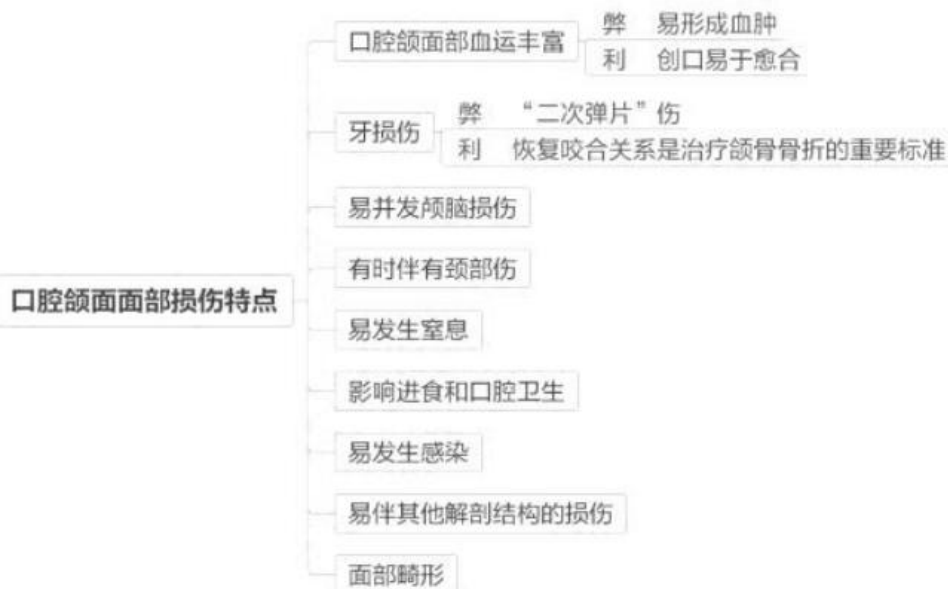 口腔颌面部血运丰富
弊 易形成血肿
利 创口易于愈合
牙损伤
弊 “二次弹片”伤
利 恢复咬合关系是治疗颌骨骨折的重要标准
易并发颅脑损伤
有时伴有颈部伤
口腔颌面面部损伤特点
易发生窒息
影响进食和口腔卫生
易发生感染
易伴其他解剖结构的损伤
面部畸形